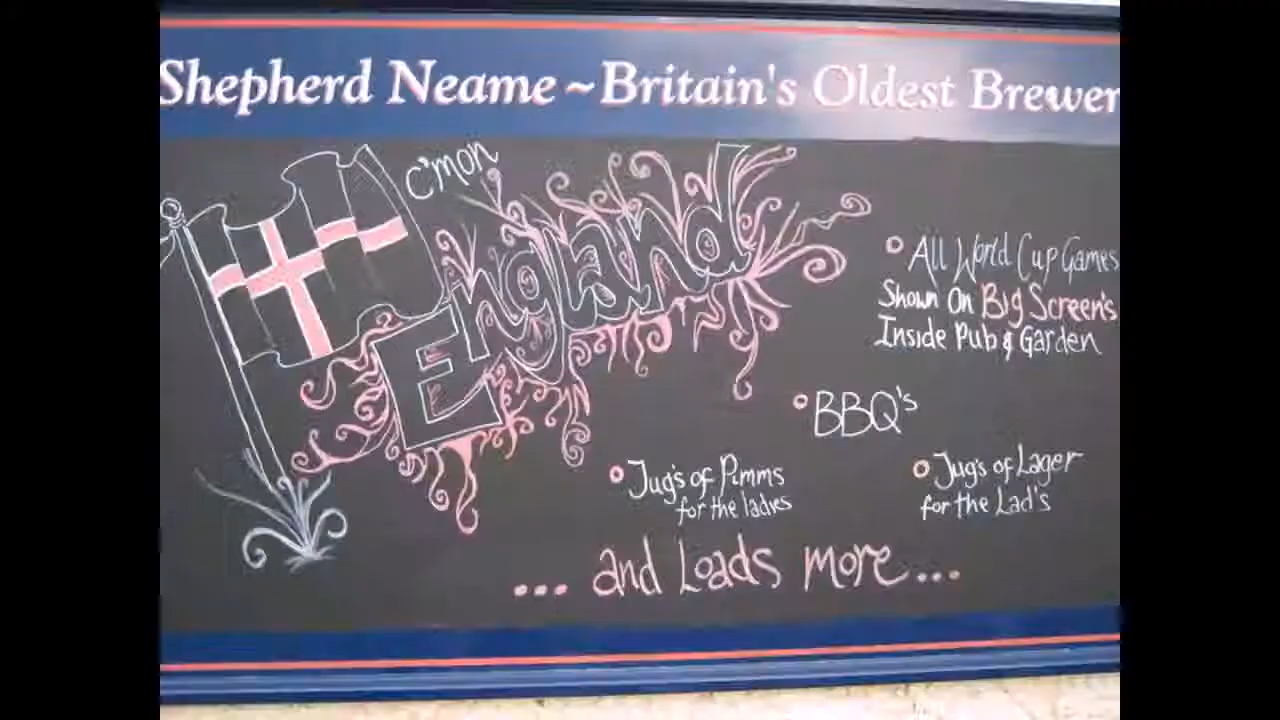 Shepherd Neame ~ Britain's Oldest Brewer
c'mon
England
All World Cup Games
Shown On Big Screen's
Inside Pub & Garden
BBQ's
Jug's of Pimms
for the ladies
Jug's of Lager
for the Lad's
... and Loads more...